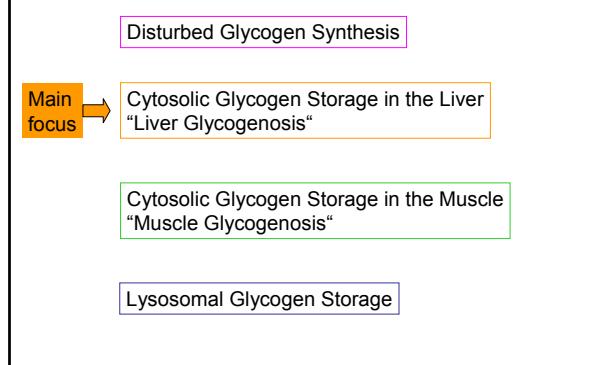 Disturbed Glycogen Synthesis
Main
focus
Cytosolic Glycogen Storage in the Liver
“Liver Glycogenosis“
Cytosolic Glycogen Storage in the Muscle
“Muscle Glycogenosis“
Lysosomal Glycogen Storage